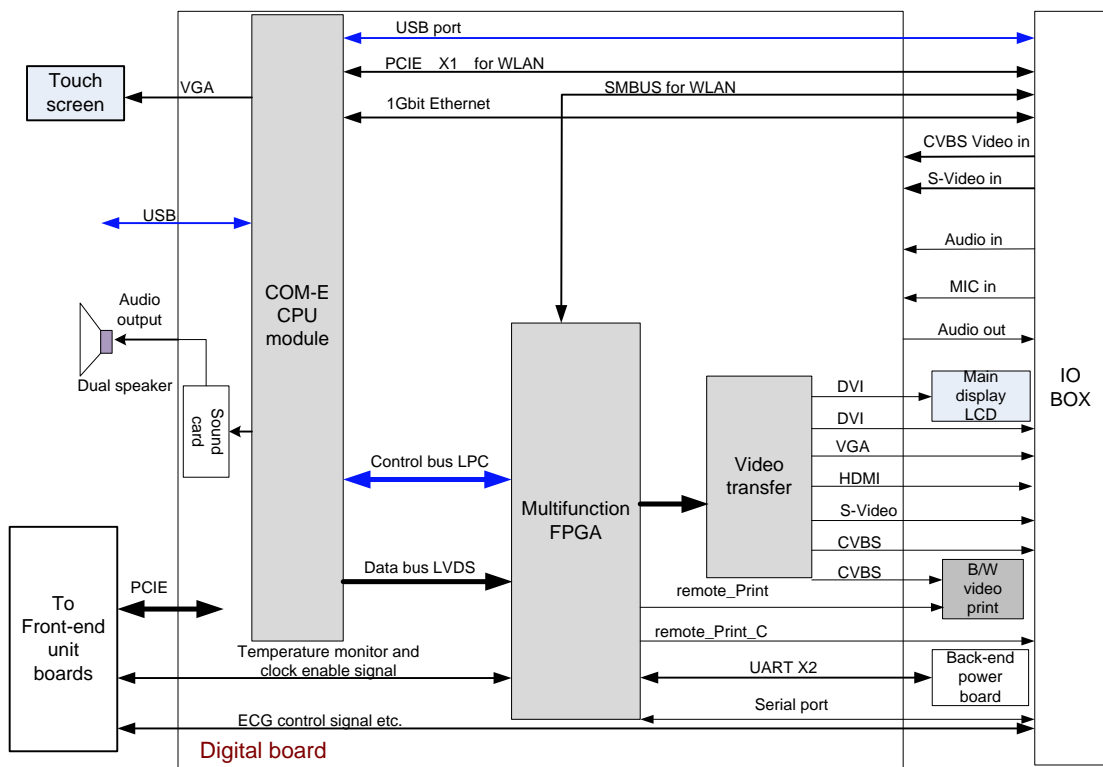 USB port
PCIE X1 for WLAN
SMBUS for WLAN
1Gbit Ethernet
Touch
screen
VGA
CVBS Video in
S-Video in
USB
Audio in
MIC in
Audio out
COM-E
CPU
module
Audio
output
Dual speaker
Sound
card
IO
BOX
DVI
Main
display
LCD
DVI
VGA
HDMI
S-Video
CVBS
CVBS
Video
transfer
Control bus LPC
Multifunction
FPGA
Data bus LVDS
B/W
video
print
remote_Print
remote_Print_C
PCIE
To
Front-end
unit
boards
Temperature monitor and
clock enable signal
UART X2
Back-end
power
board
Serial port
ECG control signal etc.
Digital board